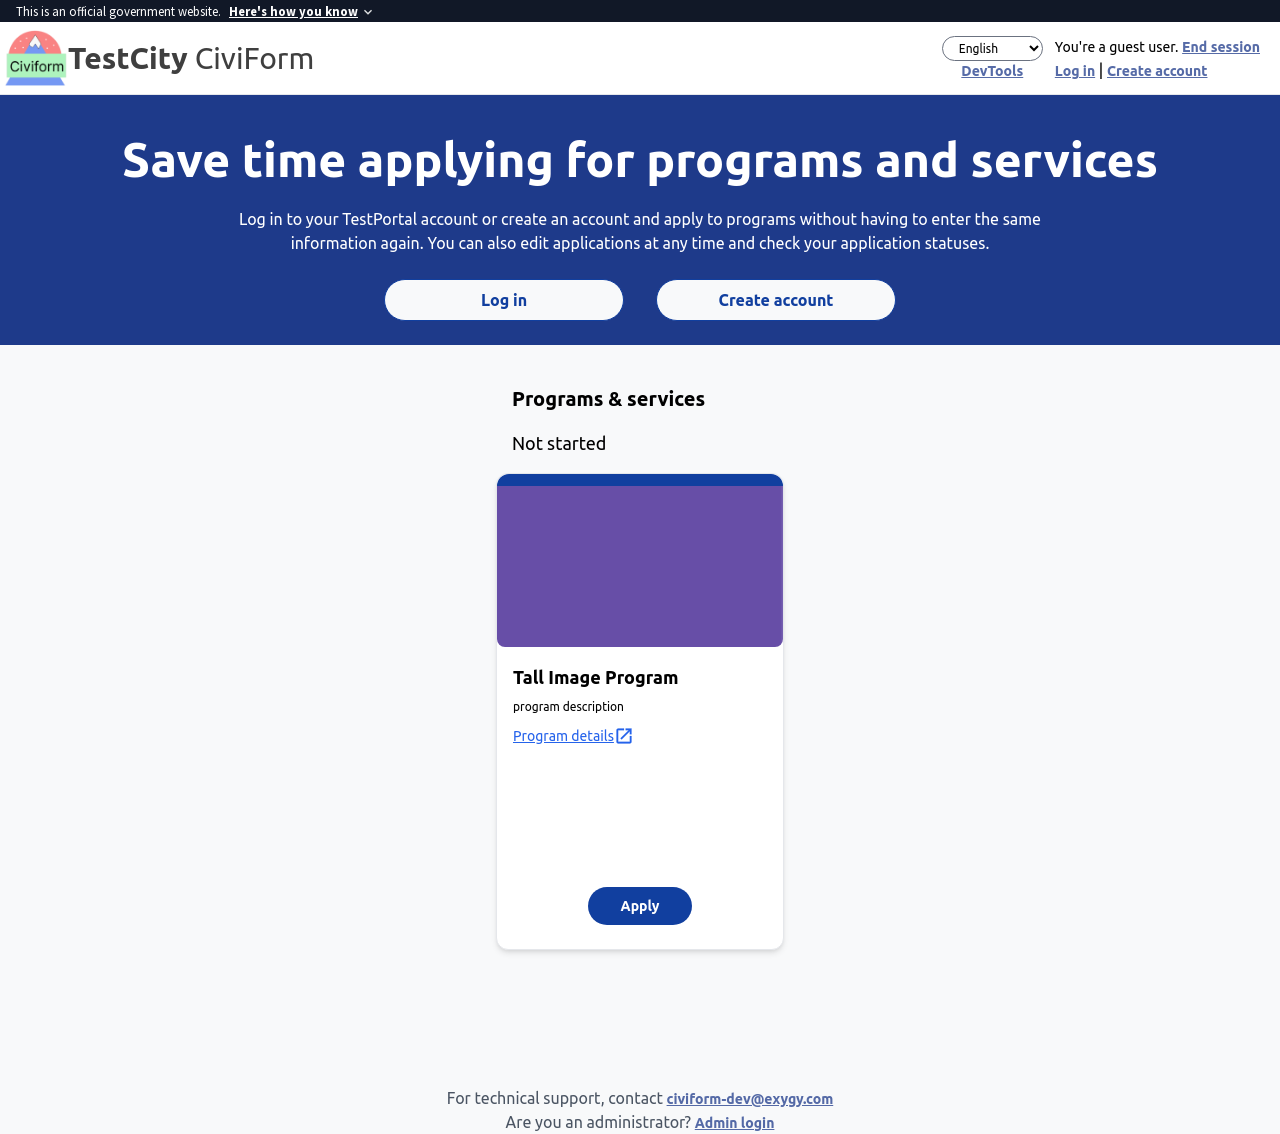 This is an official government website. Here's how you know
Civiform
TestCity CiviForm
English
You're a guest user. End session
DevTools
Log in | Create account
Save time applying for programs and services
Log in to your TestPortal account or create an account and apply to programs without having to enter the same
information again. You can also edit applications at any time and check your application statuses.
Log in
Create account
Programs & services
Not started
Tall Image Program
program description
Program details
Apply
For technical support, contact civiform-dev@exygy.com
Are you an administrator? Admin login